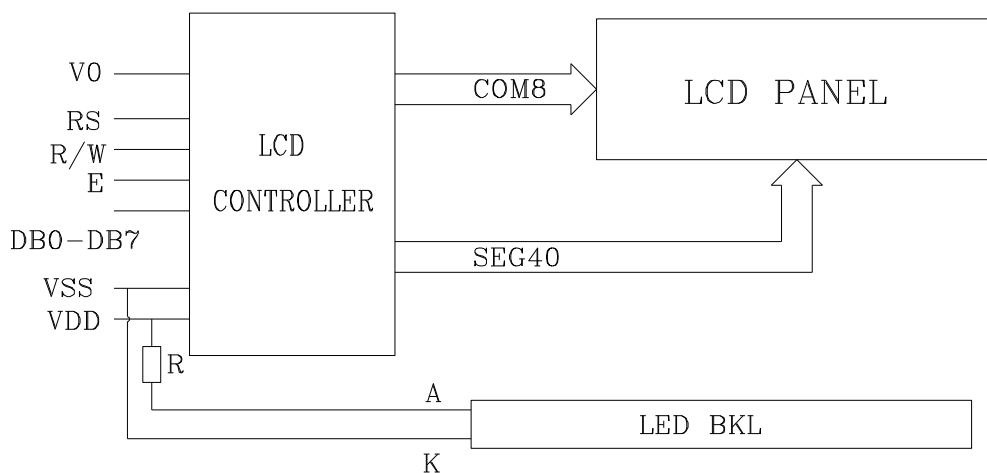 V0
RS
R/W
E
DB0-DB7
VSS
VDD
R
LCD
CONTROLLER
COM8
SEG40
LCD PANEL
A
K
LED BKL